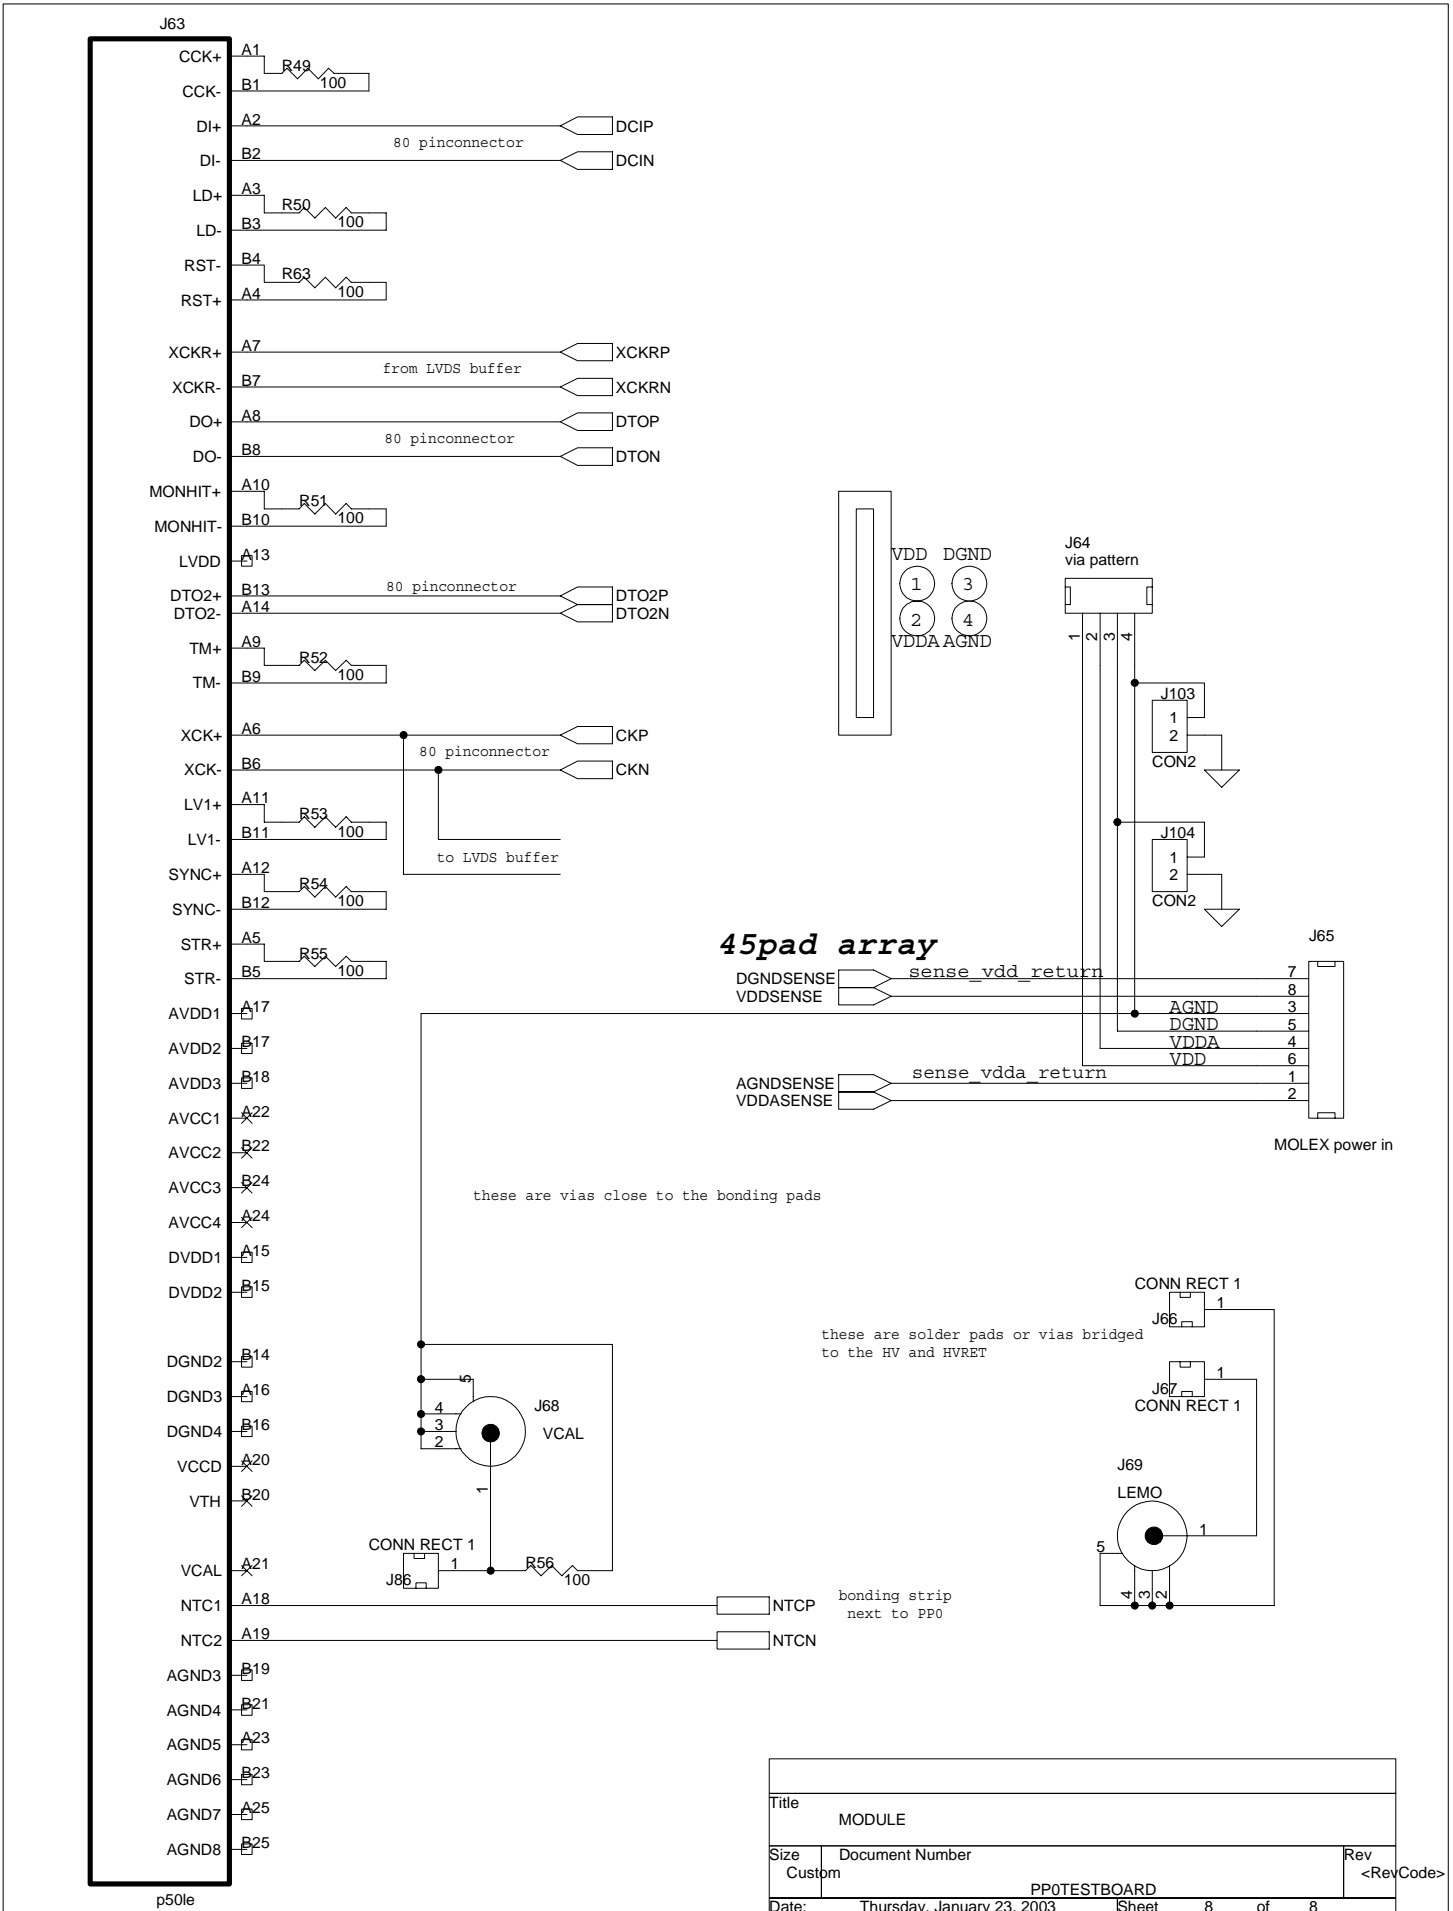 J63
CCK+ A1
R49
100
CCK- B1
DI+ A2 DCIP
80 pinconnector
DI- B2 DCIN
LD+ A3
R50
100
LD- B3
RST- B4
R63
100
RST+ A4
XCKR+ A7 XCKRP
from LVDS buffer
XCKR- B7 XCKRN
DO+ A8 DTOP
80 pinconnector
DO- B8 DTON
MONHIT+ A10
R51
100
MONHIT- B10
LVDD A13
80 pinconnector
DTO2+ B13 DTO2P
DTO2- A14 DTO2N
TM+ A9
R52
100
TM- B9
XCK+ A6 CKP
80 pinconnector
XCK- B6 CKN
LV1+ A11
R53
100
LV1- B11
to LVDS buffer
SYNC+ A12
R54
100
SYNC- B12
STR+ A5
R55
100
STR- B5
AVDD1 A17
AVDD2 B17
AVDD3 B18
AVCC1 A22
AVCC2 B22
AVCC3 B24
AVCC4 A24
DVDD1 A15
DVDD2 B15
DGND2 B14
DGND3 A16
DGND4 B16
VCCD A20
VTH B20
VCAL A21
NTC1 A18 NTCP
NTC2 A19 NTCN
AGND3 B19
AGND4 B21
AGND5 A23
AGND6 B23
AGND7 A25
AGND8 B25
p50le
VDD DGND
1 3
2 4
VDDA AGND
J64
via pattern
1 2 3 4
J103
1
2
CON2
J104
1
2
CON2
45pad array
J65
DGNDSENSE sense_vdd_return 7
VDDSENSE 8
AGND 3
DGND 5
VDDA 4
VDD 6
AGNDSENSE sense_vdda_return 1
VDDASENSE 2
MOLEX power in
these are vias close to the bonding pads
5
4
3
2
J68
VCAL
1
CONN RECT 1
1
J86
R56
100
bonding strip
next to PP0
CONN RECT 1
1
J66
these are solder pads or vias bridged
to the HV and HVRET
1
J67
CONN RECT 1
J69
LEMO
1
5
4 3 2
Title
MODULE
Size Document Number Rev
Custom <RevCode>
PP0TESTBOARD
Date: Thursday, January 23, 2003 Sheet 8 of 8